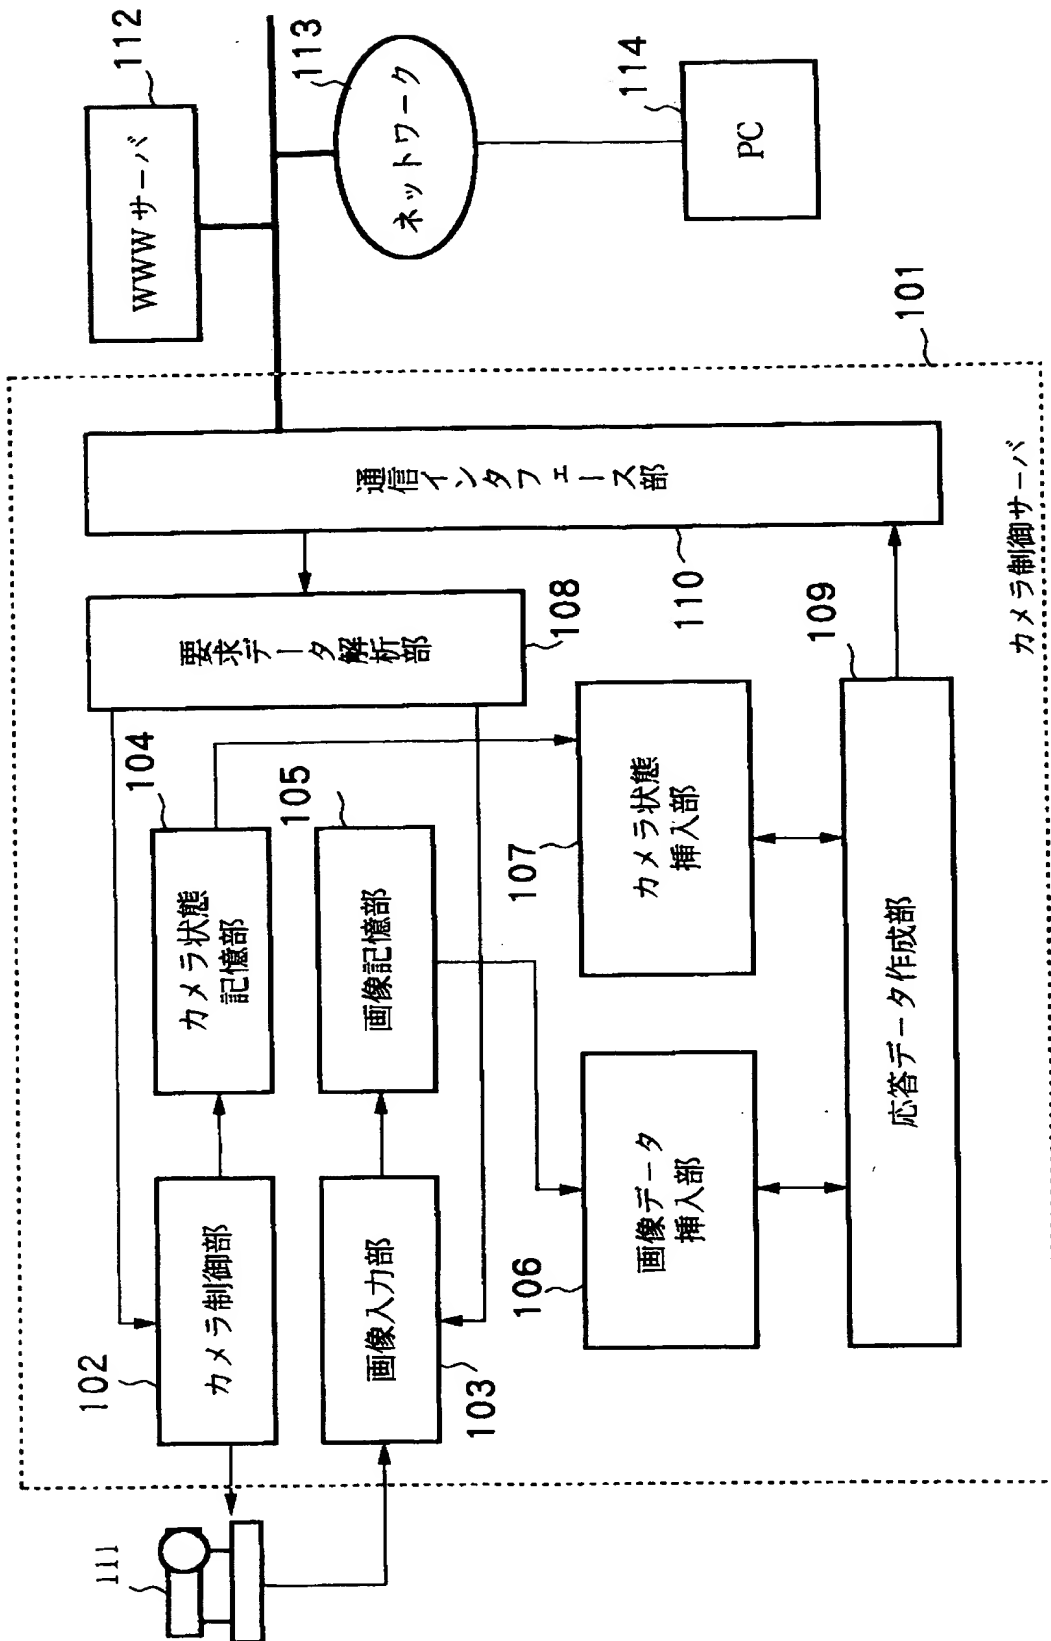 111
102
カメラ制御部
104
カメラ状態
記憶部
要求データ解析部
108
103
画像入力部
105
画像記憶部
106
画像データ
挿入部
107
カメラ状態
挿入部
109
応答データ作成部
110
通信インタフェース部
カメラ制御サーバ
101
112
WWWサーバ
113
ネットワーク
114
PC